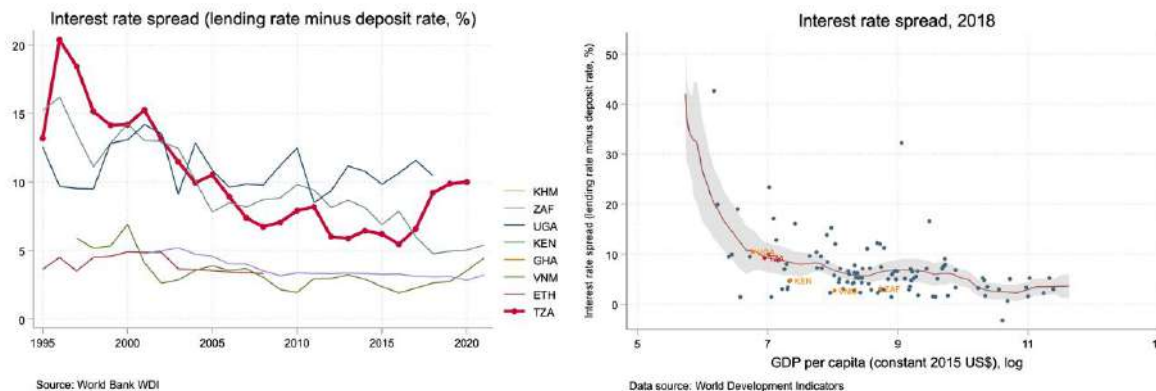 Interest rate spread (lending rate minus deposit rate, %)
20
15
10
5
0
1995
2000
2005
2010
2015
2020
KHM
ZAF
UGA
KEN
GHA
VNM
ETH
TZA
Source: World Bank WDI
Interest rate spread, 2018
Interest rate spread (lending rate minus deposit rate, %)
50
40
30
20
10
0
KEN
VNM
ZAF
5
7
9
11
1
GDP per capita (constant 2015 US$), log
Data source: World Development Indicators